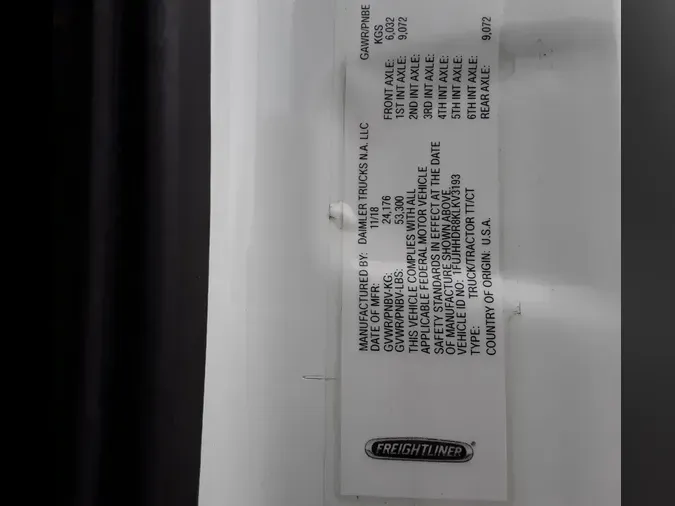 FREIGHTLINER
MANUFACTURED BY: DAIMLER TRUCKS N.A. LLC
DATE OF MFR: 11/18
GVWR/PNBV-KG: 24,176
GVWR/PNBV-LBS: 53,300
THIS VEHICLE COMPLIES WITH ALL
APPLICABLE FEDERAL MOTOR VEHICLE
SAFETY STANDARDS IN EFFECT AT THE DATE
OF MANUFACTURE SHOWN ABOVE.
VEHICLE ID NO: 1FUJHHDR8KLKV3193
TYPE: TRUCK/TRACTOR TT/CT
COUNTRY OF ORIGIN: U.S.A.
GAWR/PNBE
KGS
FRONT AXLE: 6,032
1ST INT AXLE: 9,072
2ND INT AXLE:
3RD INT AXLE:
4TH INT AXLE:
5TH INT AXLE:
6TH INT AXLE:
REAR AXLE: 9,072